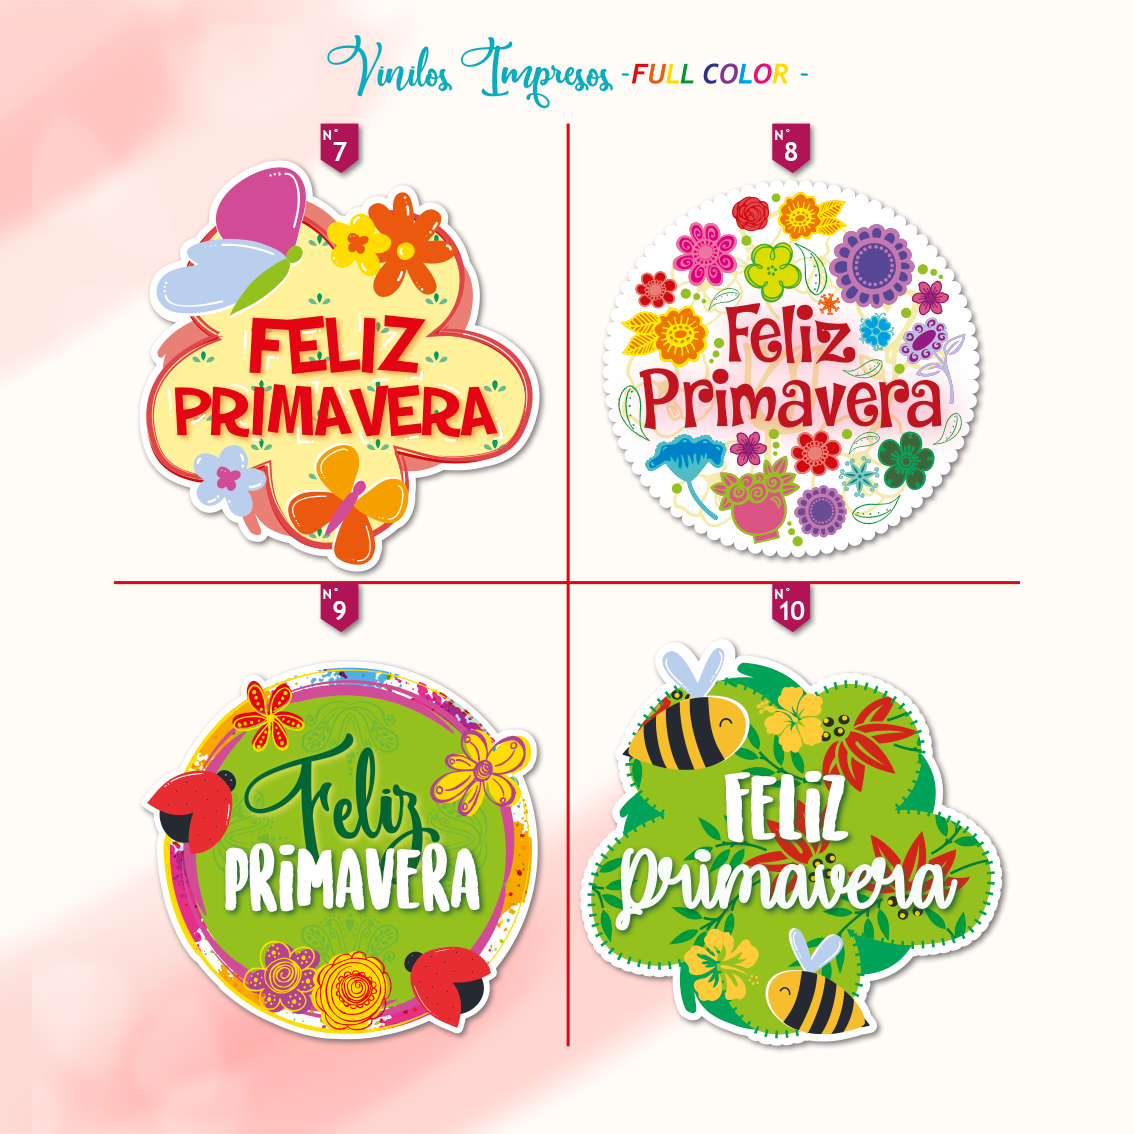 Vinilos Impresos -FULL COLOR -
N° 7
FELIZ
PRIMAVERA
N° 8
Feliz
Primavera
N° 9
Feliz
PRiMAVERA
N° 10
FELiZ
Primavera